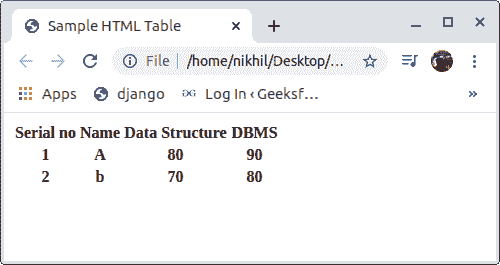 Sample HTML Table
File | /home/nikhil/Desktop/...
Apps django Log In ‹ Geeksf... »
Serial no Name Data Structure DBMS
1 A 80 90
2 b 70 80